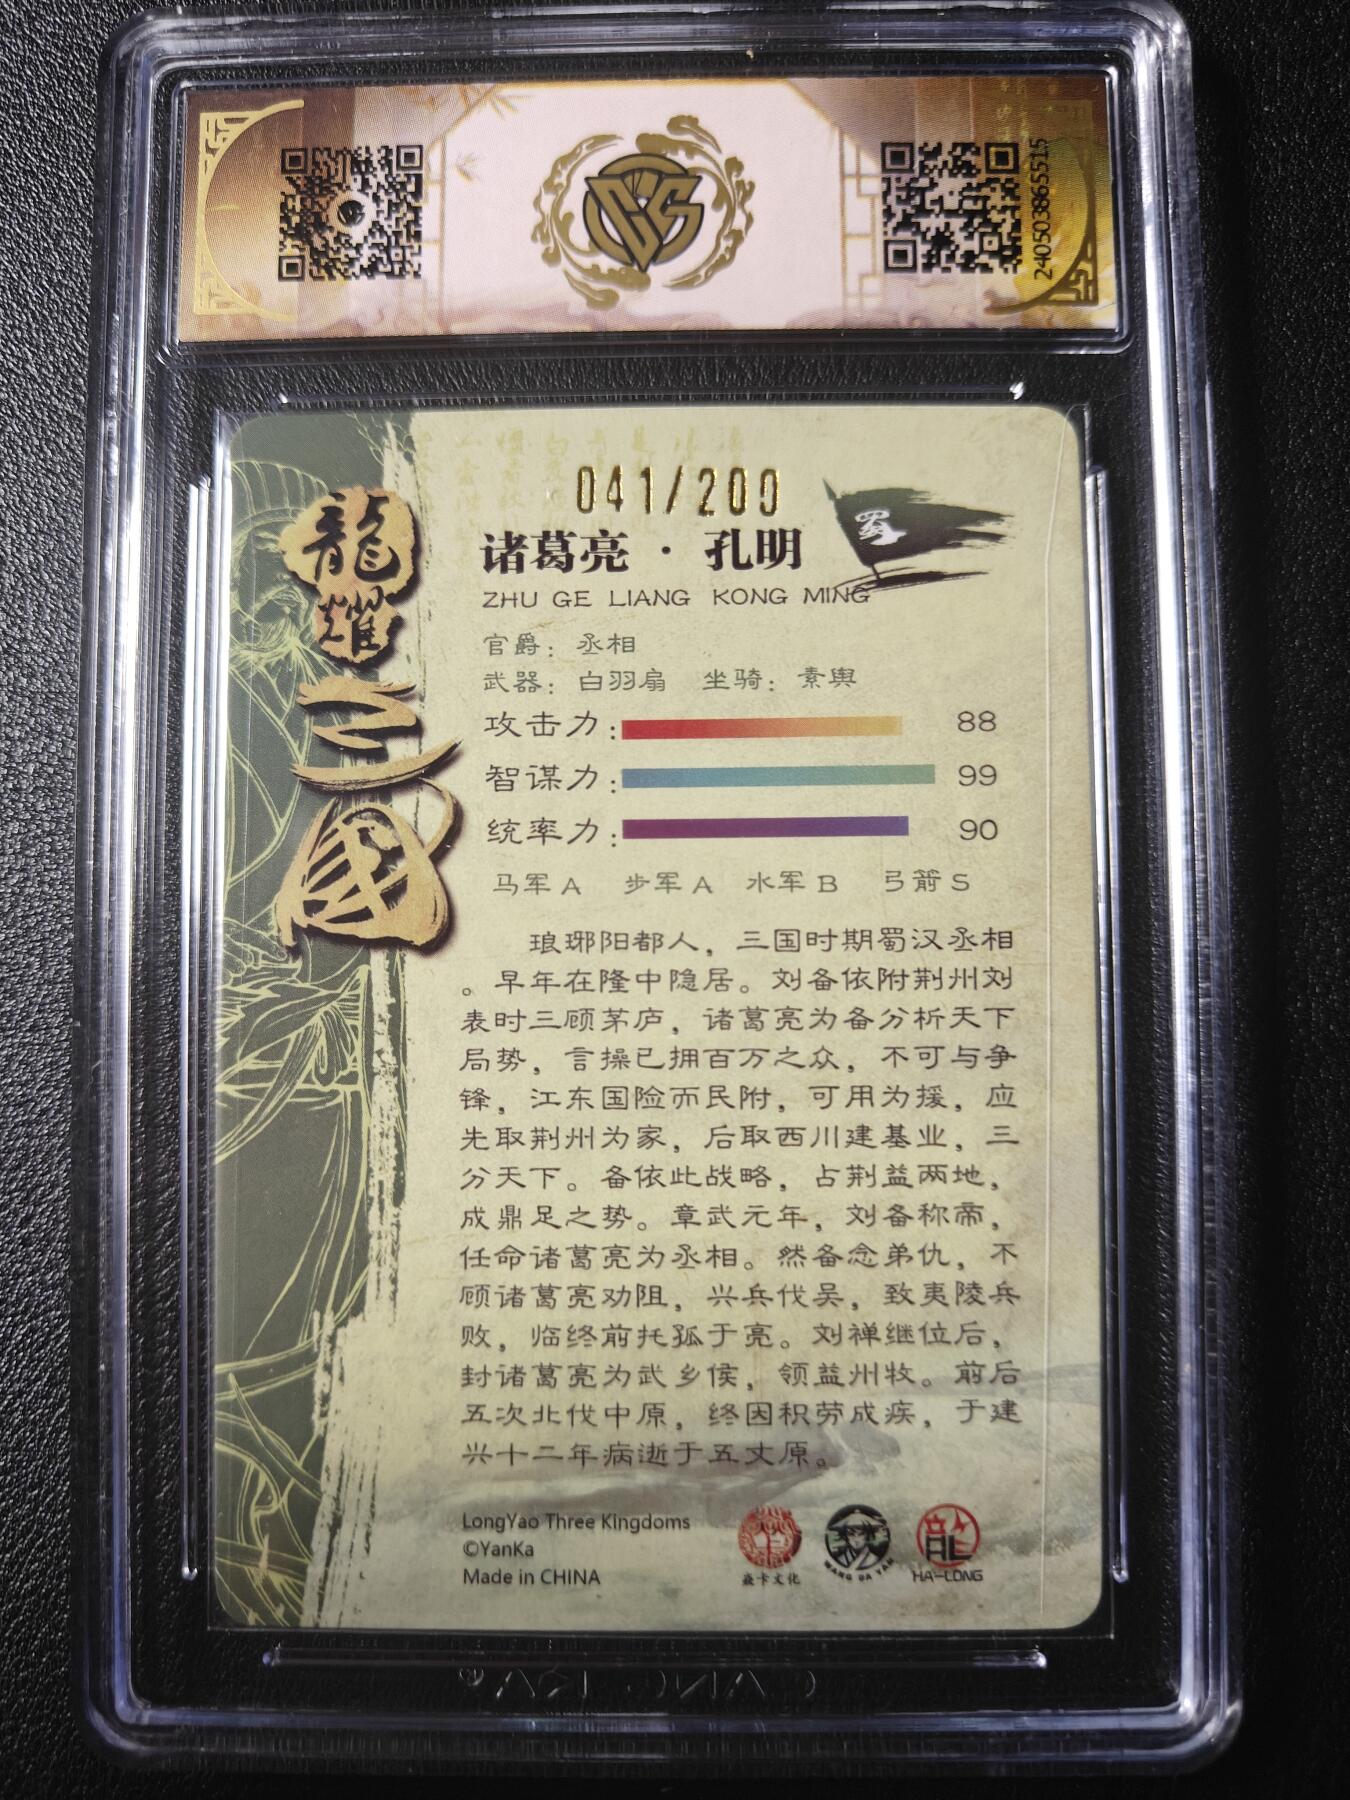 24050386551S
龍耀三國
041/200
诸葛亮·孔明
蜀
ZHU GE LIANG KONG MING
官爵：丞相
武器：白羽扇 坐骑：素舆
攻击力： 88
智谋力： 99
统率力： 90
马军A 步军A 水军B 弓箭S
琅琊阳都人，三国时期蜀汉丞相
。早年在隆中隐居。刘备依附荆州刘
表时三顾茅庐，诸葛亮为备分析天下
局势，言操已拥百万之众，不可与争
锋，江东国险而民附，可用为援，应
先取荆州为家，后取西川建基业，三
分天下。备依此战略，占荆益两地，
成鼎足之势。章武元年，刘备称帝，
任命诸葛亮为丞相。然备念弟仇，不
顾诸葛亮劝阻，兴兵伐吴，致夷陵兵
败，临终前托孤于亮。刘禅继位后，
封诸葛亮为武乡侯，领益州牧。前后
五次北伐中原，终因积劳成疾，于建
兴十二年病逝于五丈原。
LongYao Three Kingdoms
©YanKa
Made in CHINA
焱卡文化
WANG DA YAN
HA-LONG